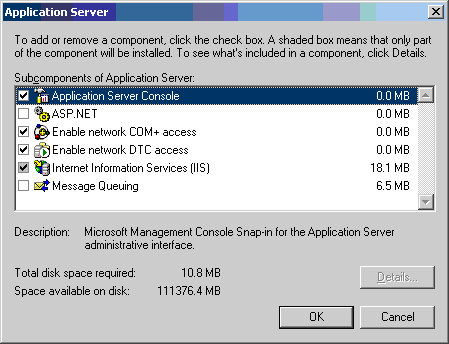 Application Server
To add or remove a component, click the check box. A shaded box means that only part
of the component will be installed. To see what's included in a component, click Details.
Subcomponents of Application Server:
Application Server Console 0.0 MB
ASP.NET 0.0 MB
Enable network COM+ access 0.0 MB
Enable network DTC access 0.0 MB
Internet Information Services (IIS) 18.1 MB
Message Queuing 6.5 MB
Description: Microsoft Management Console Snap-in for the Application Server
administrative interface.
Total disk space required: 10.8 MB
Space available on disk: 111376.4 MB
Details...
OK Cancel